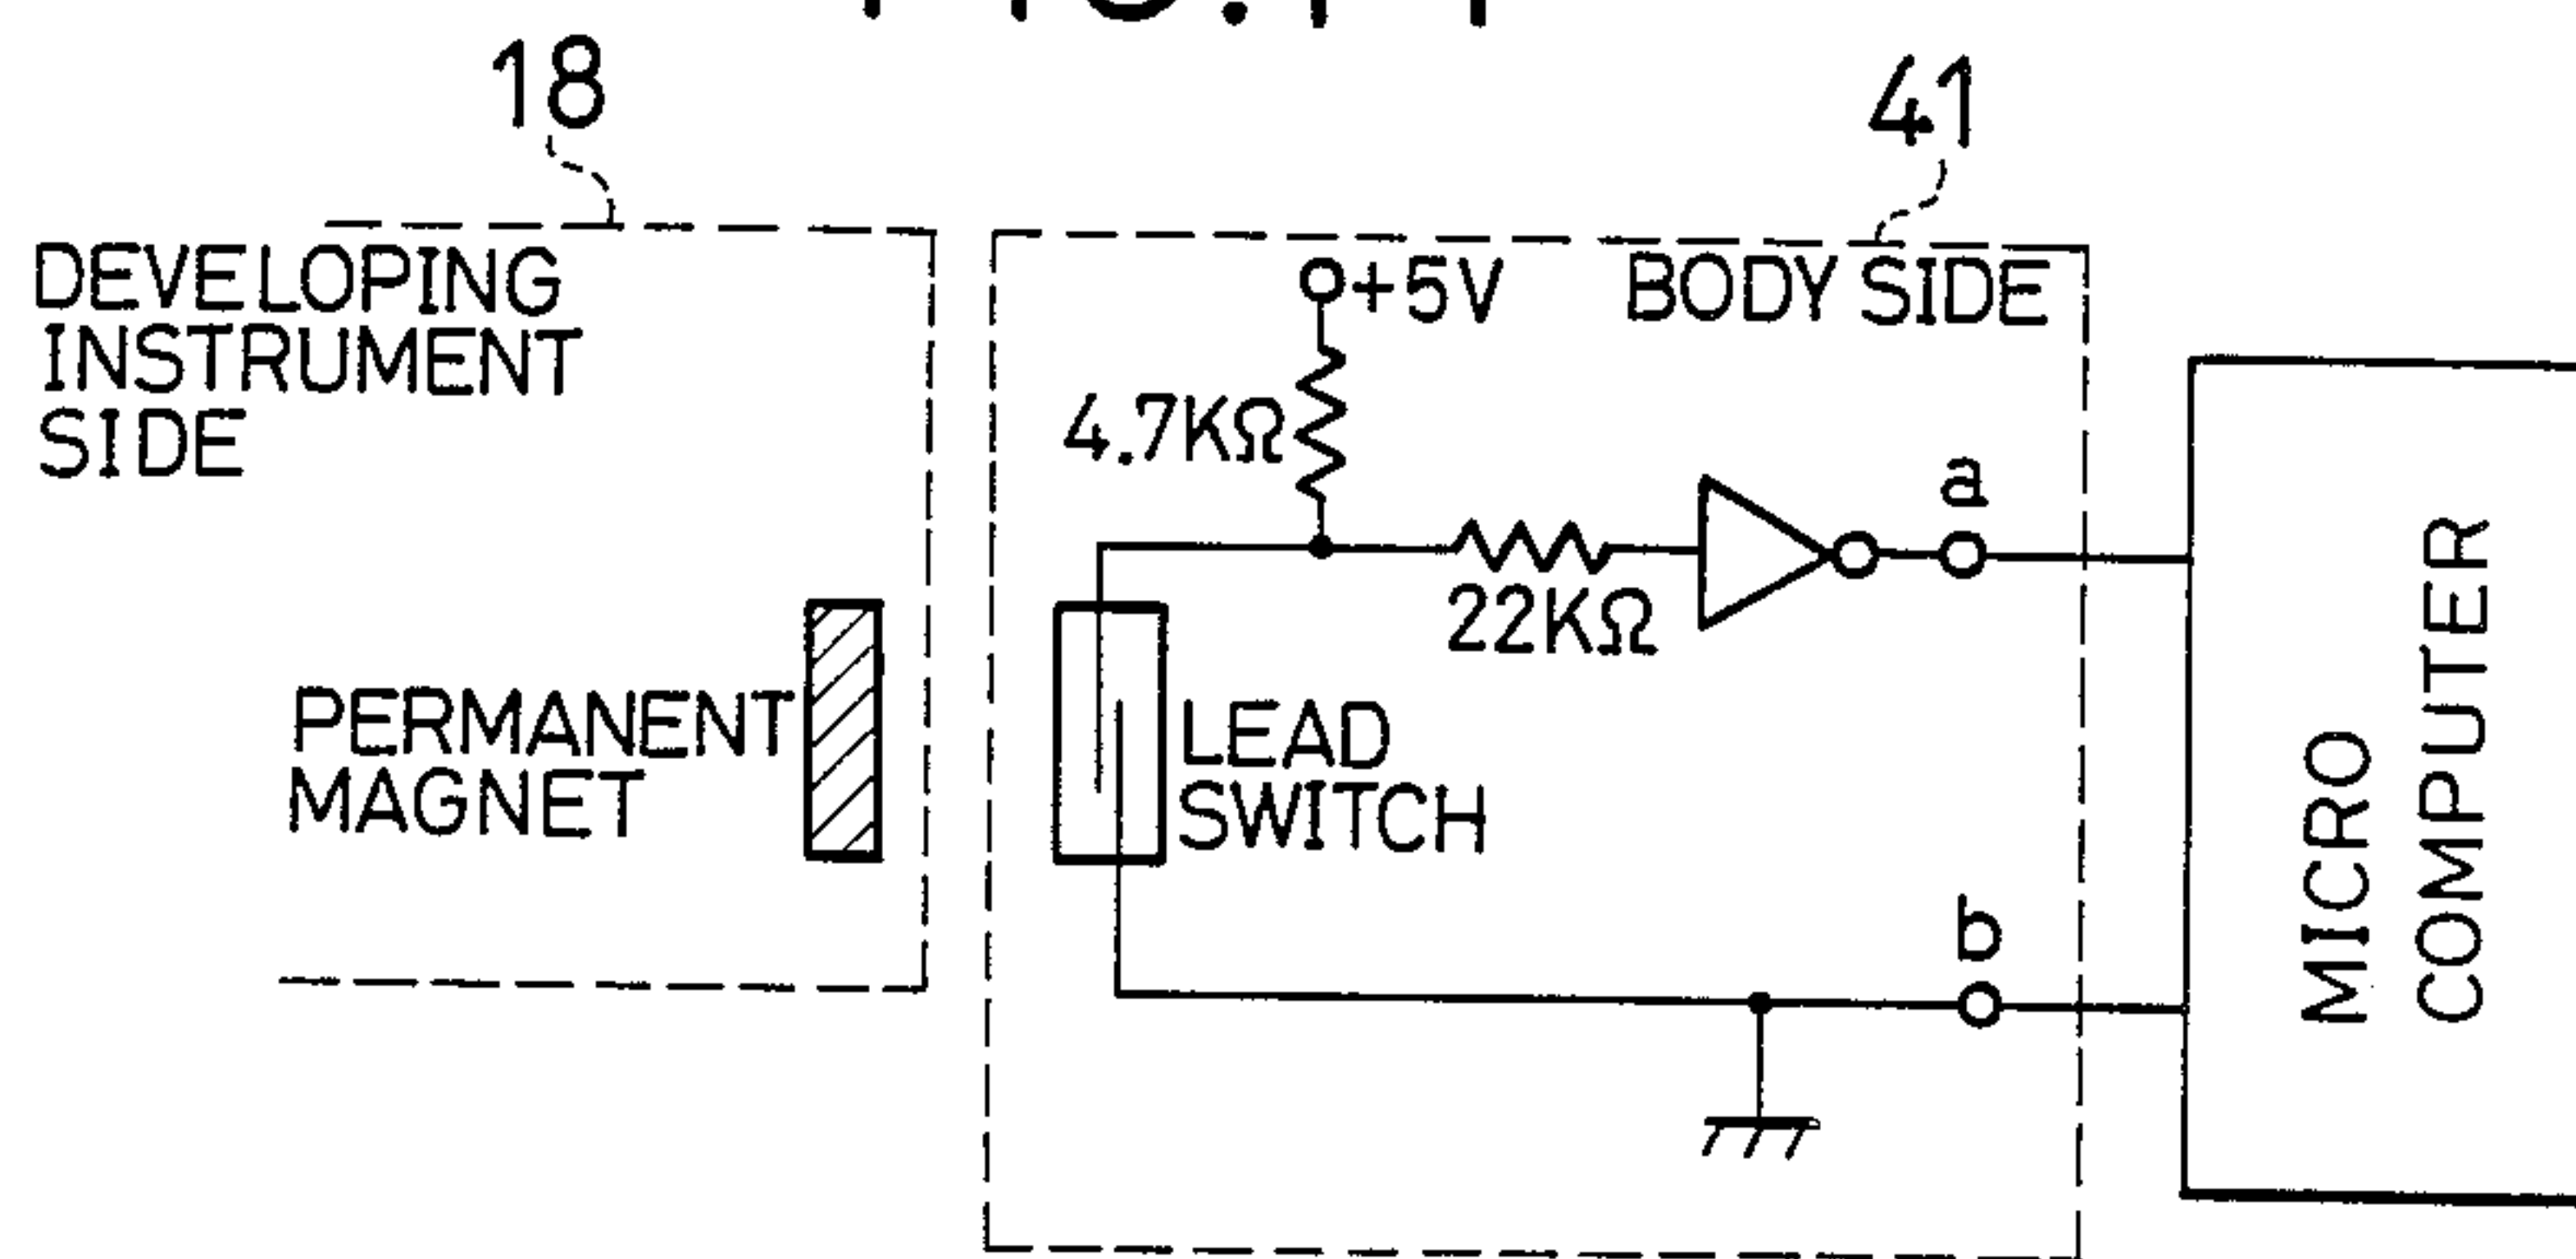 18
41
DEVELOPING
INSTRUMENT
SIDE
+5V
BODY SIDE
4.7KΩ
a
22KΩ
PERMANENT
MAGNET
LEAD
SWITCH
b
MICRO
COMPUTER